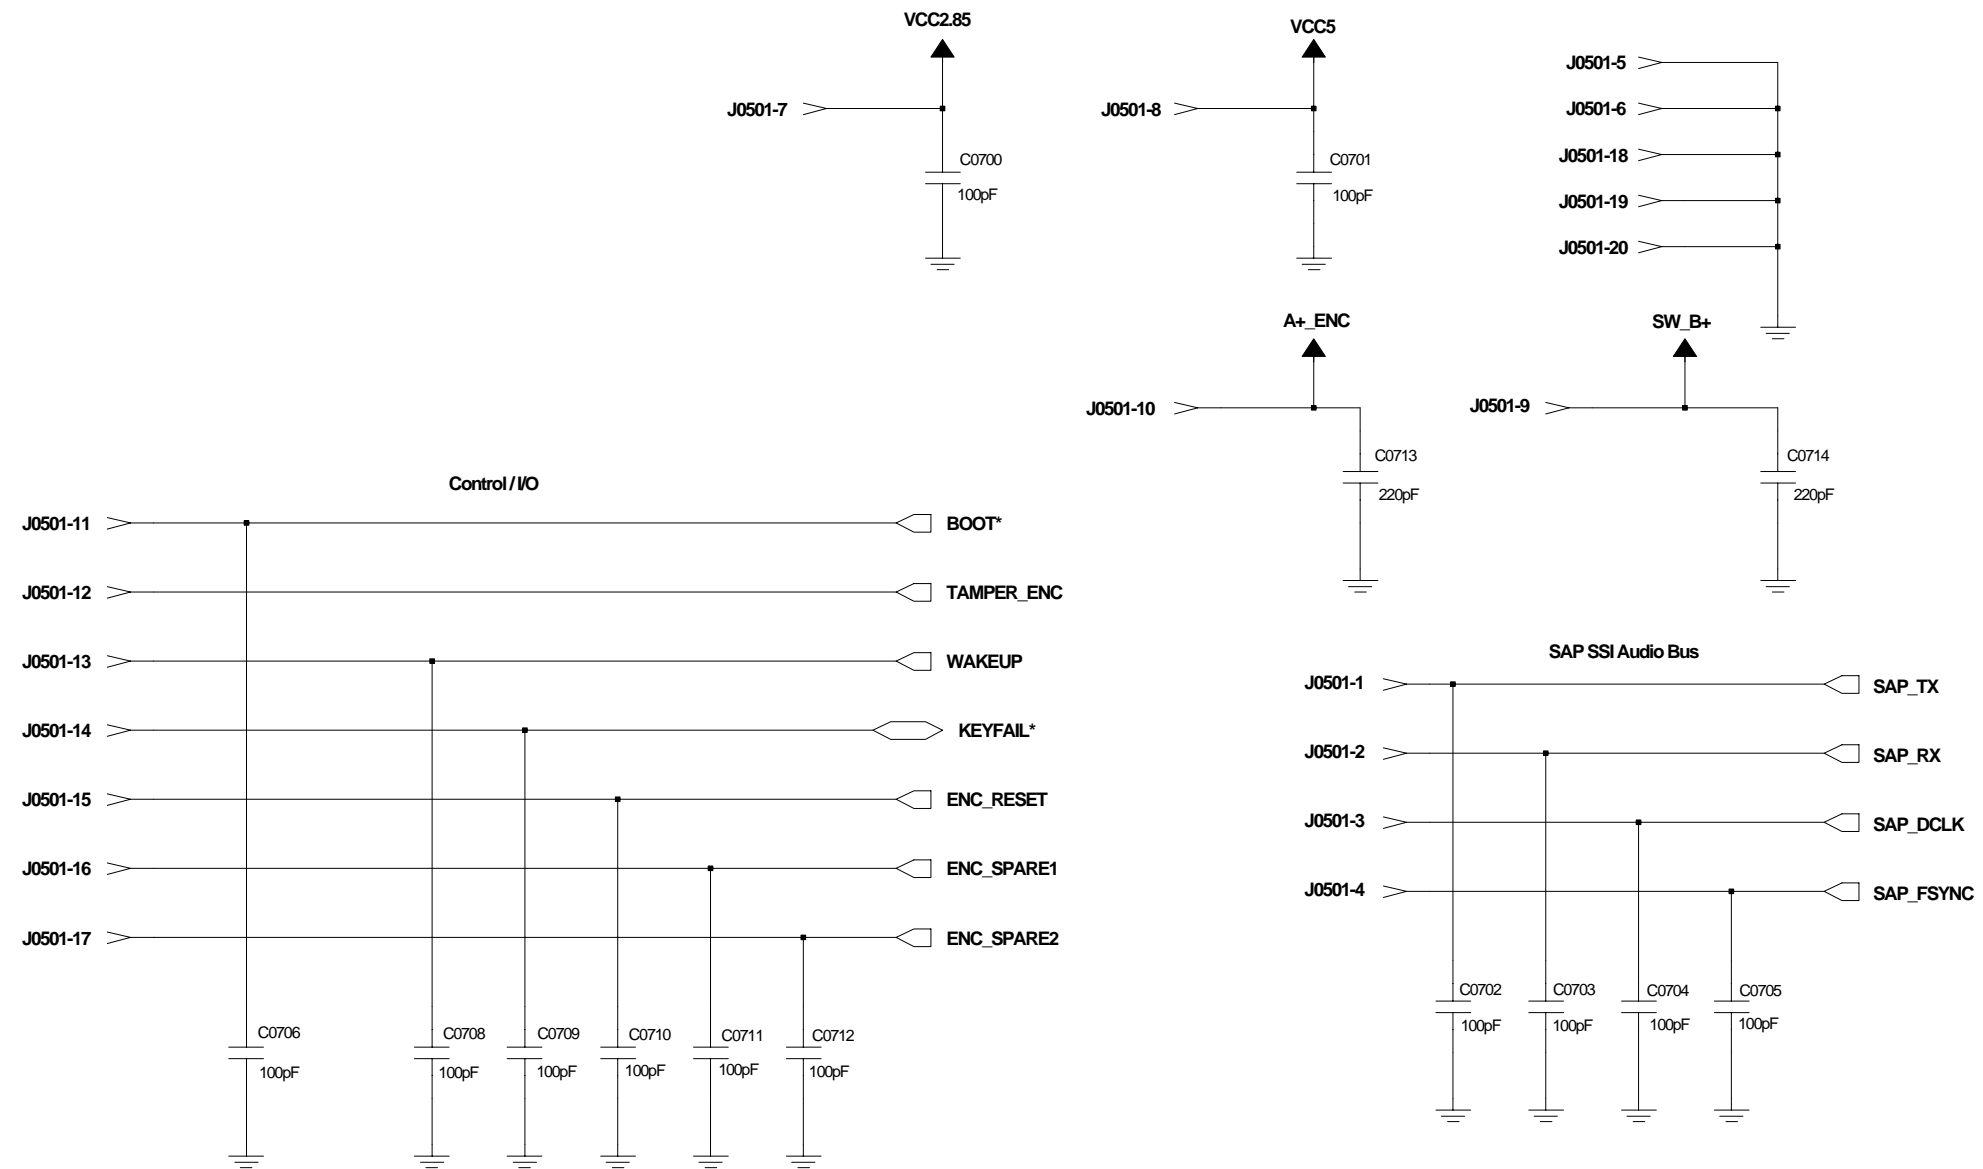 VCC2.85
J0501-7
C0700
100pF
VCC5
J0501-8
C0701
100pF
J0501-5
J0501-6
J0501-18
J0501-19
J0501-20
A+_ENC
J0501-10
C0713
220pF
SW_B+
J0501-9
C0714
220pF
Control / I/O
J0501-11
BOOT*
J0501-12
TAMPER_ENC
J0501-13
WAKEUP
J0501-14
KEYFAIL*
J0501-15
ENC_RESET
J0501-16
ENC_SPARE1
J0501-17
ENC_SPARE2
C0706
100pF
C0708
100pF
C0709
100pF
C0710
100pF
C0711
100pF
C0712
100pF
SAP SSI Audio Bus
J0501-1
SAP_TX
J0501-2
SAP_RX
J0501-3
SAP_DCLK
J0501-4
SAP_FSYNC
C0702
100pF
C0703
100pF
C0704
100pF
C0705
100pF